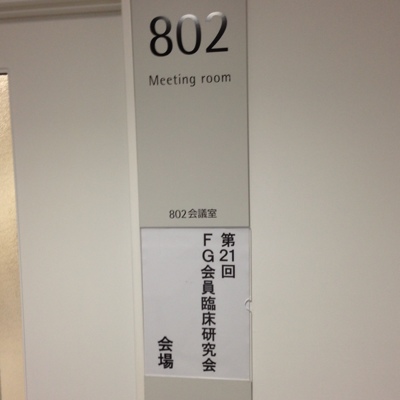 802
Meeting room
802会議室
第21回
FG会員臨床研究会
会場